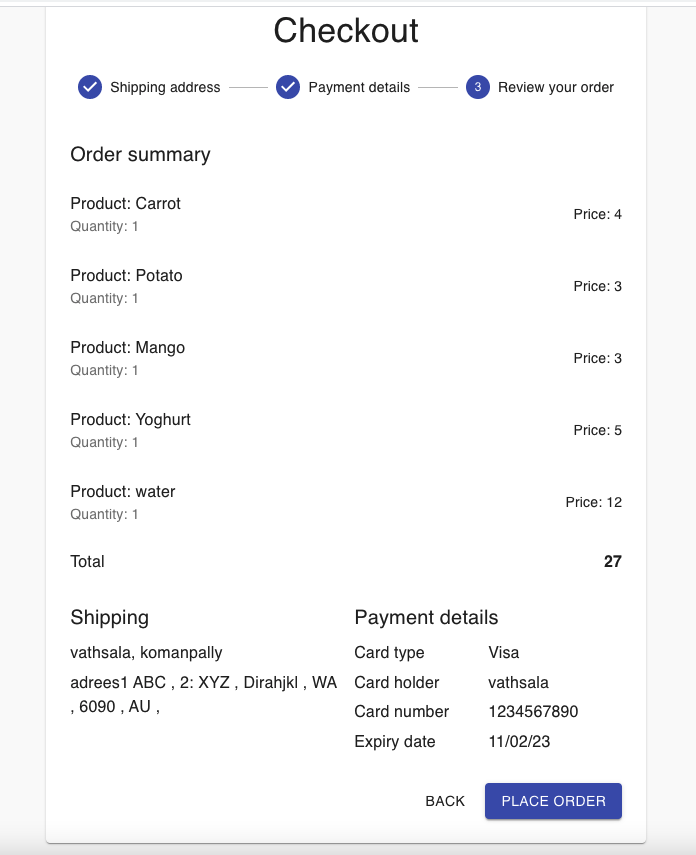 Checkout
Shipping address
Payment details
3 Review your order
Order summary
Product: Carrot
Quantity: 1
Price: 4
Product: Potato
Quantity: 1
Price: 3
Product: Mango
Quantity: 1
Price: 3
Product: Yoghurt
Quantity: 1
Price: 5
Product: water
Quantity: 1
Price: 12
Total 27
Shipping
vathsala, komanpally
adrees1 ABC , 2: XYZ , Dirahjkl , WA
, 6090 , AU ,
Payment details
Card type Visa
Card holder vathsala
Card number 1234567890
Expiry date 11/02/23
BACK
PLACE ORDER